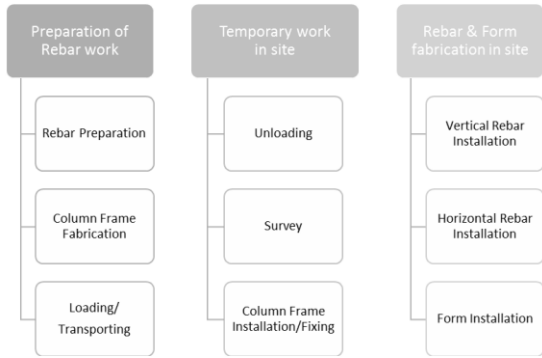 Preparation of
Rebar work
Rebar Preparation
Column Frame
Fabrication
Loading/
Transporting
Temporary work
in site
Unloading
Survey
Column Frame
Installation/Fixing
Rebar & Form
fabrication in site
Vertical Rebar
Installation
Horizontal Rebar
Installation
Form Installation